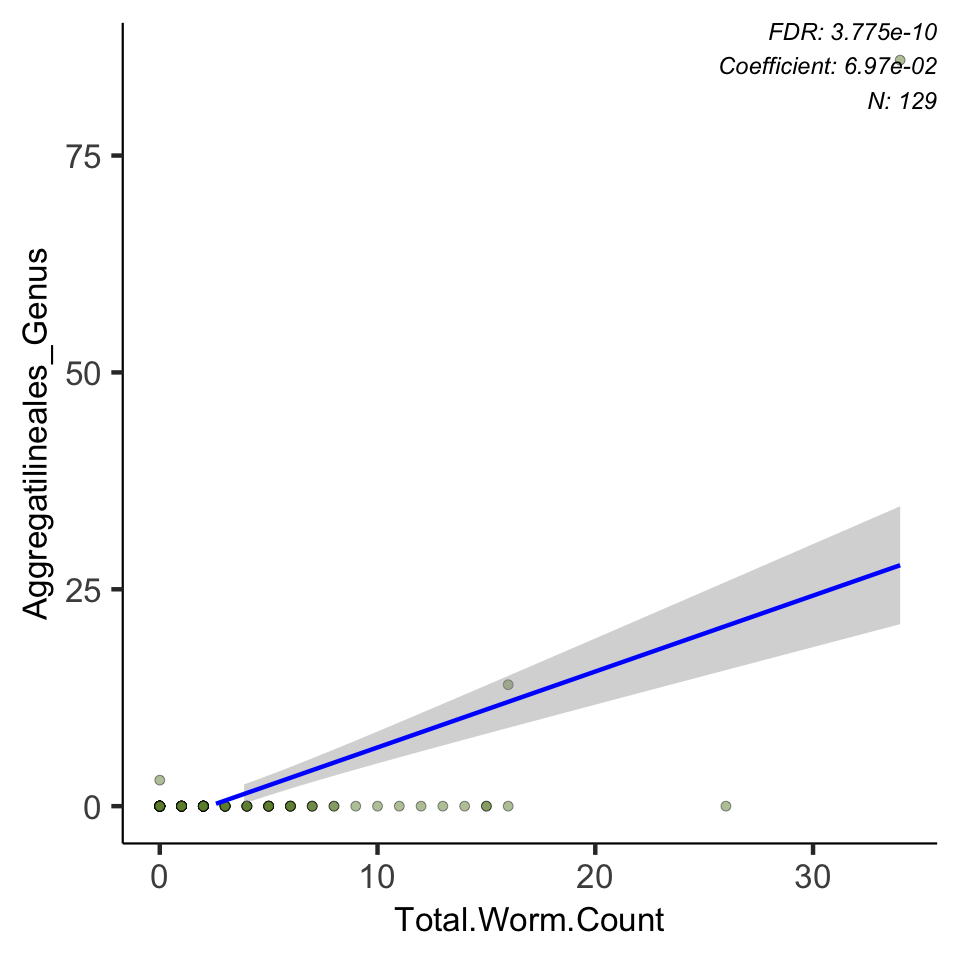 FDR: 3.775e-10
Coefficient: 6.97e-02
N: 129
Aggregatilineales_Genus
75
50
25
0
0 10 20 30
Total.Worm.Count